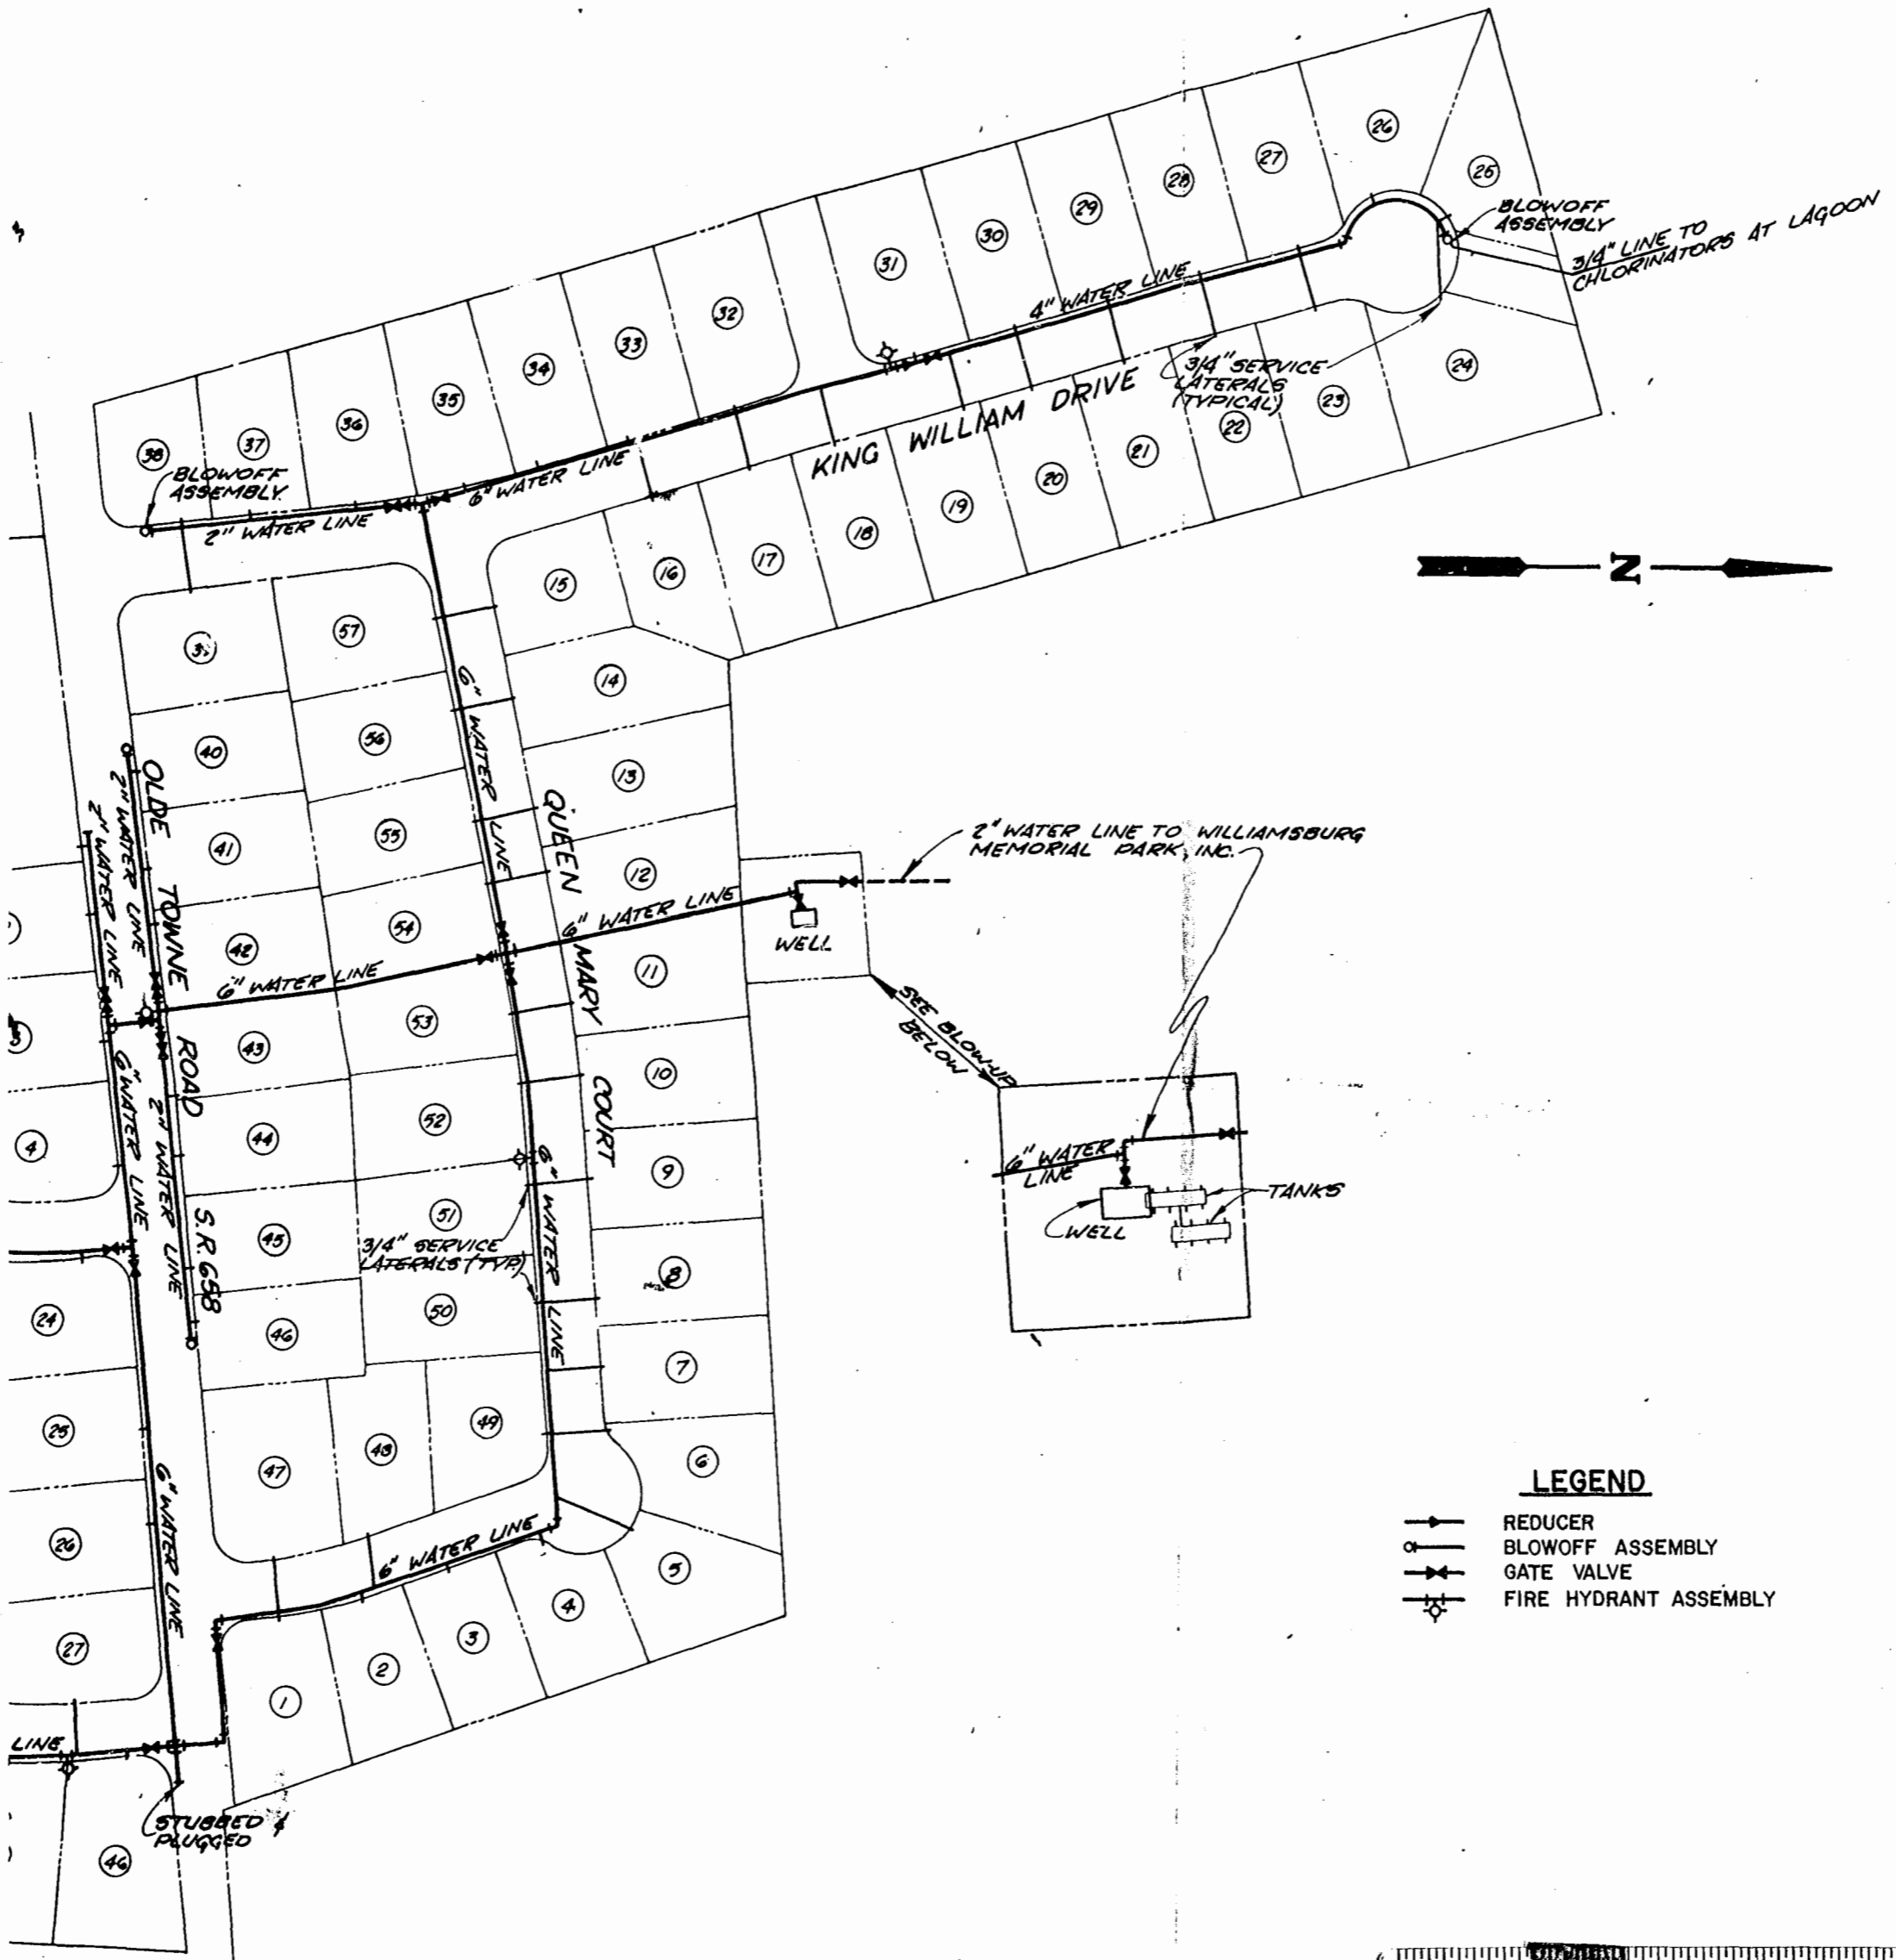 26
27
25
28
BLOWOFF
ASSEMBLY
29
3/4" LINE TO
CHLORINATORS AT LAGOON
30
31
4" WATER LINE
32
33
34
3/4" SERVICE
LATERALS
(TYPICAL)
24
35
23
36
KING WILLIAM DRIVE
22
37
38
21
BLOWOFF
ASSEMBLY
6" WATER LINE
20
2" WATER LINE
19
18
17
16
15
N
57
14
56
40
13
6" WATER LINE
OLDE TOWNE ROAD S.R. 658
2" WATER LINE
2" WATER LINE
QUEEN MARY COURT
55
41
12
2" WATER LINE TO WILLIAMSBURG
MEMORIAL PARK, INC.
54
42
6" WATER LINE
WELL
11
6" WATER LINE
53
43
SEE BLOW-UP
BELOW
10
52
44
4
6" WATER LINE
2" WATER LINE
6" WATER LINE
9
6" WATER
LINE
TANKS
WELL
51
45
3/4" SERVICE
LATERALS (TYP.)
8
50
46
24
7
49
48
47
25
6
6" WATER LINE
LEGEND
REDUCER
BLOWOFF ASSEMBLY
GATE VALVE
FIRE HYDRANT ASSEMBLY
6" WATER LINE
26
5
4
3
2
1
27
LINE
STUBBED &
PLUGGED
46